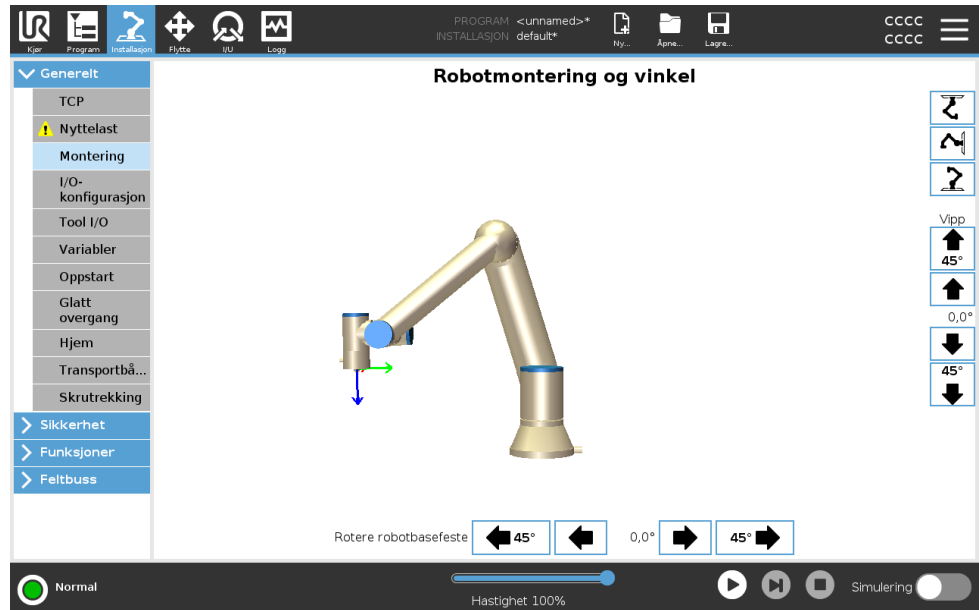 PROGRAM <unnamed>*
INSTALLASJON default*
UR
Kjør
Program
Installasjon
Flytte
I/U
Logg
Ny...
Åpne...
Lagre...
CCCC
CCCC
Generelt
TCP
Nyttelast
Montering
I/O-
konfigurasjon
Tool I/O
Variabler
Oppstart
Glatt
overgang
Hjem
Transportbå...
Skrutrekking
Sikkerhet
Funksjoner
Feltbuss
Robotmontering og vinkel
Vipp
45°
0,0°
45°
Rotere robotbasefeste
45°
0,0°
45°
Normal
Hastighet 100%
Simulering